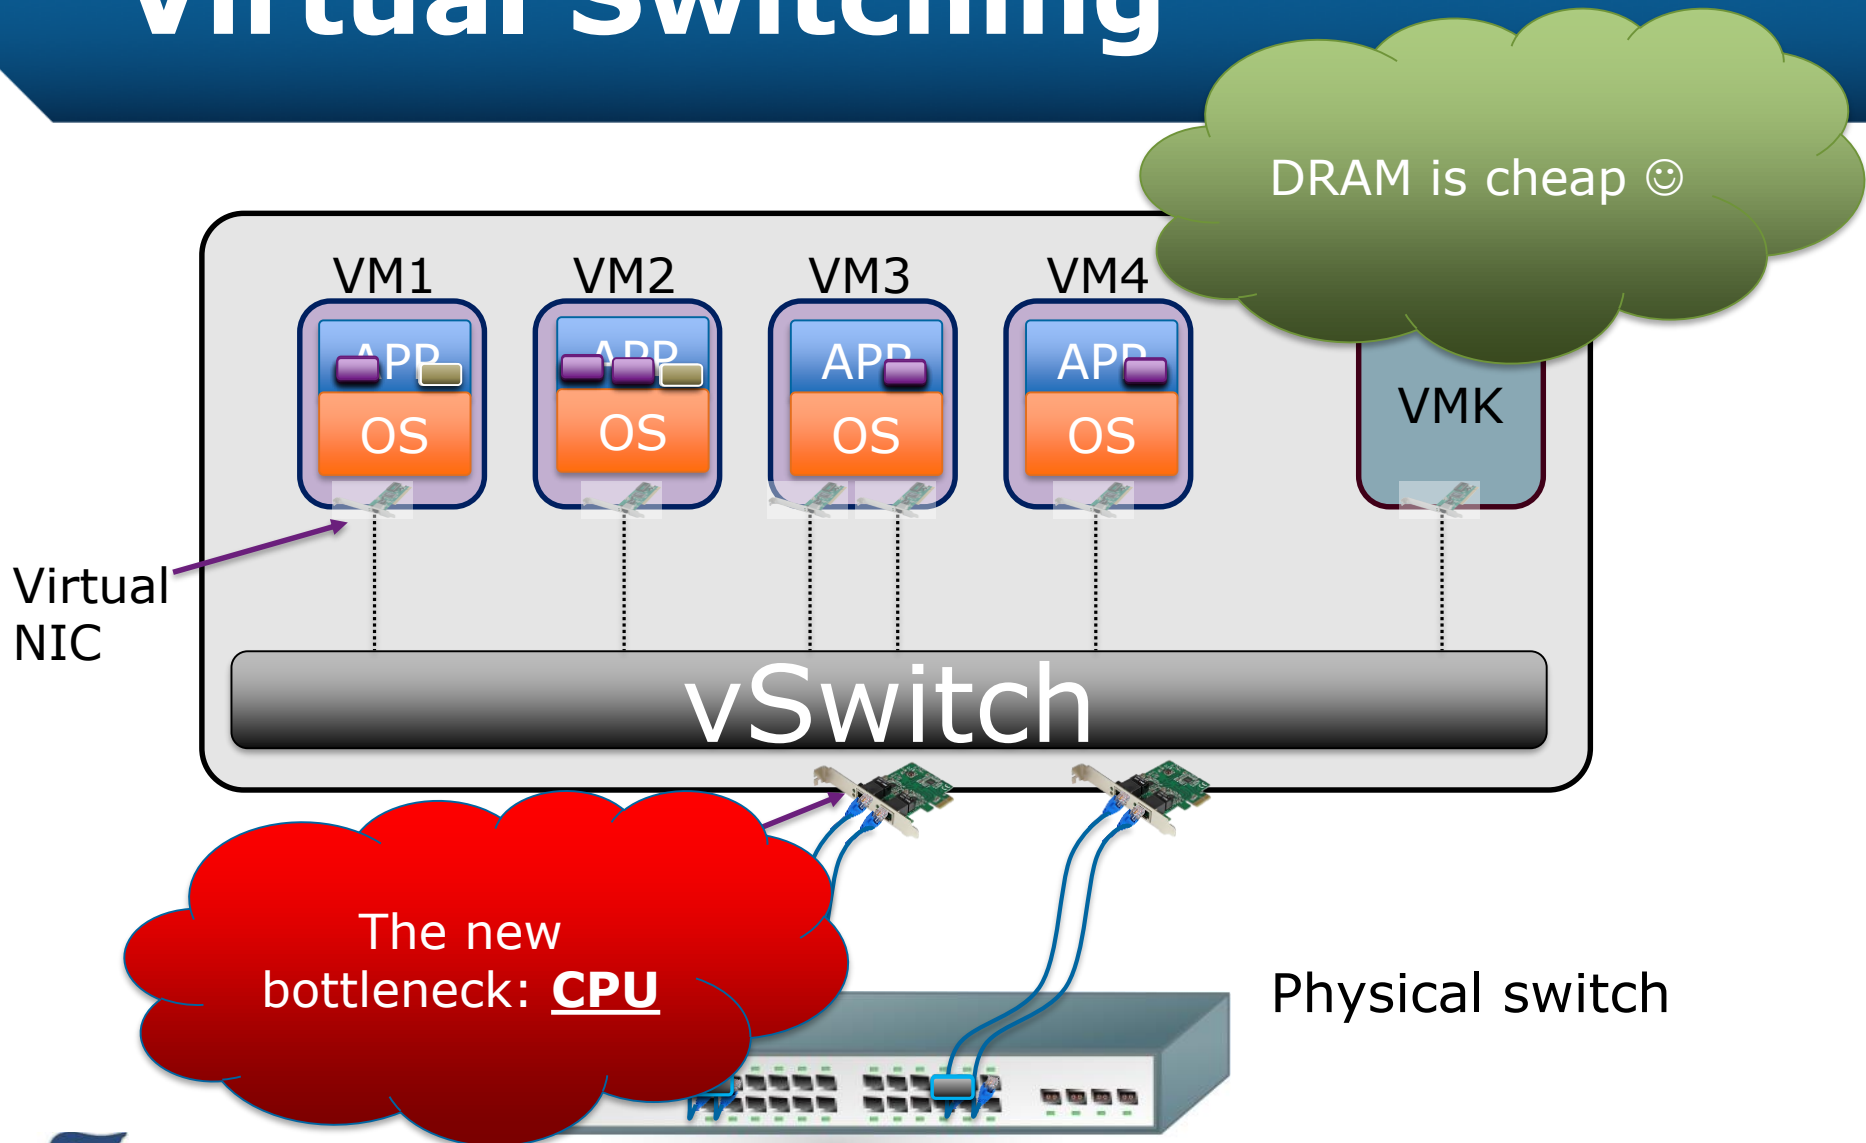 Virtual Switching
DRAM is cheap ☺
VM1
VM2
VM3
VM4
APP
APP
APP
APP
OS
OS
OS
OS
VMK
Virtual
NIC
vSwitch
The new
bottleneck: CPU
Physical switch